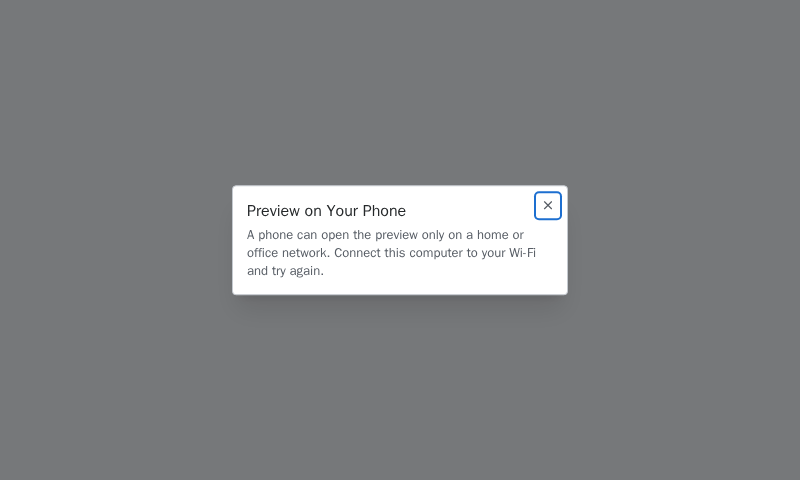 Preview on Your Phone
A phone can open the preview only on a home or
office network. Connect this computer to your Wi-Fi
and try again.